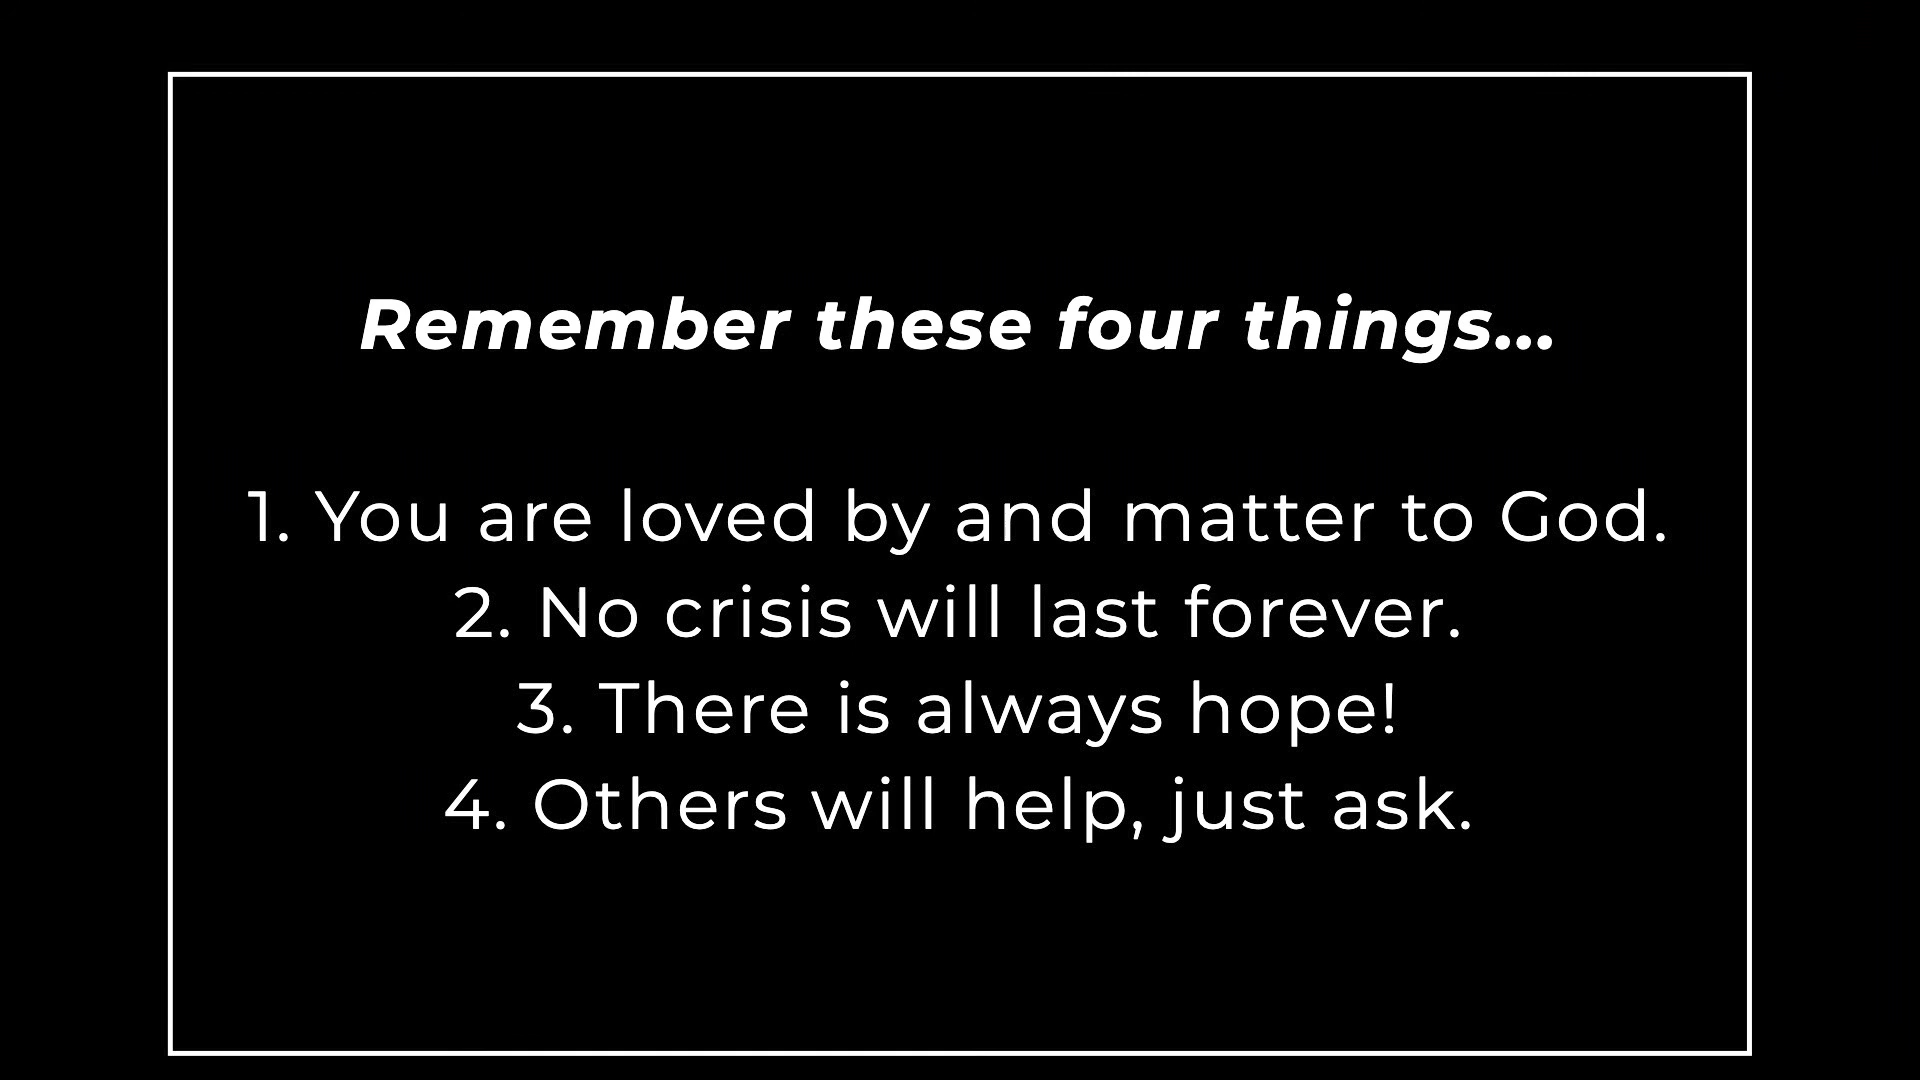 Remember these four things...
1. You are loved by and matter to God.
2. No crisis will last forever.
3. There is always hope!
4. Others will help, just ask.